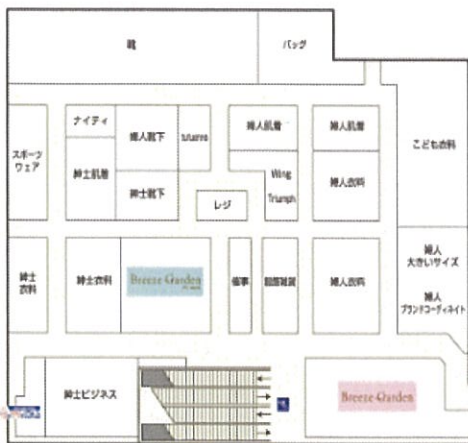 靴
バッグ
ナイティ
婦人靴下
tutuanna
婦人肌着
婦人肌着
こども衣料
スポーツ
ウェア
紳士肌着
紳士靴下
レジ
Wing
Triumph
婦人衣料
紳士
衣料
紳士衣料
Breeze Garden
催事
服飾雑貨
婦人衣料
婦人
大きいサイズ
婦人
ブランドコーディネイト
紳士ビジネス
Breeze Garden